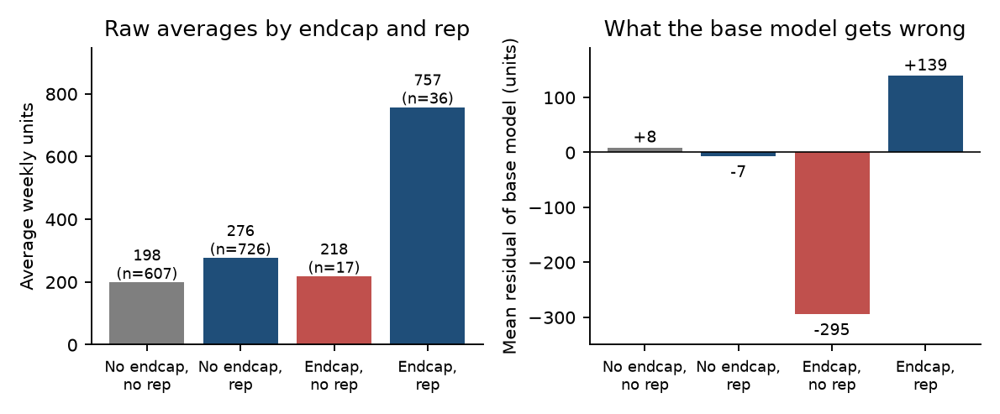 Raw averages by endcap and rep
Average weekly units
800
600
400
200
0
198
(n=607)
276
(n=726)
218
(n=17)
757
(n=36)
No endcap,
no rep
No endcap,
rep
Endcap,
no rep
Endcap,
rep
What the base model gets wrong
Mean residual of base model (units)
100
0
−100
−200
−300
+8
-7
-295
+139
No endcap,
no rep
No endcap,
rep
Endcap,
no rep
Endcap,
rep